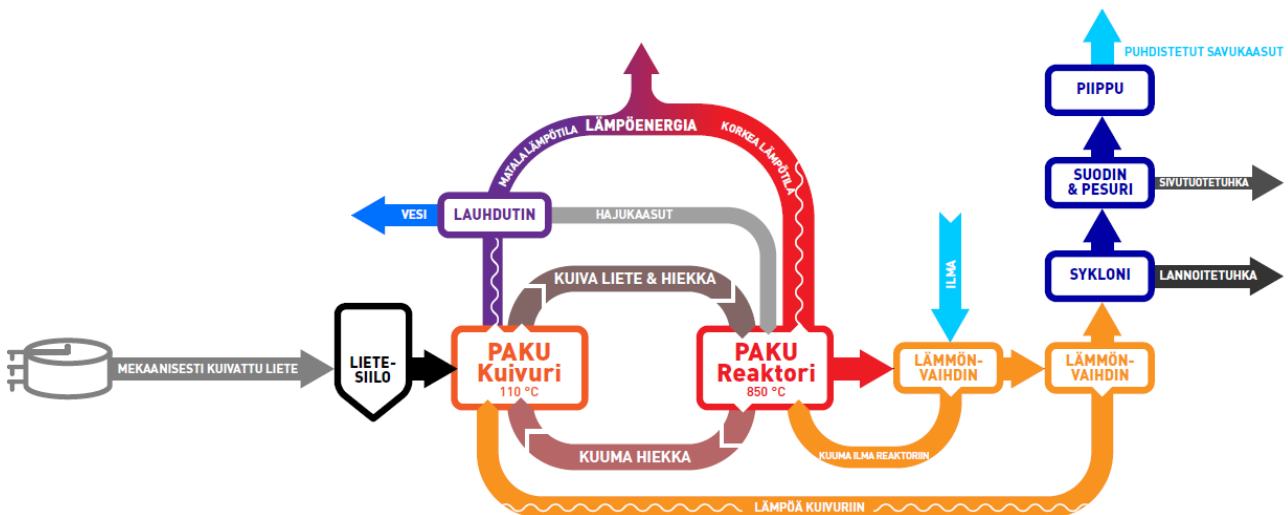 PUHDISTETUT SAVUKAASUT
PIIPPU
MATALA LÄMPÖTILA
LÄMPÖENERGIA
KORKEA LÄMPÖTILA
SUODIN
& PESURI
SIVUTUOTETUHKA
VESI
LAUHDUTIN
HAJUKAASUT
ILMA
SYKLONI
LANNOITETUHKA
KUIVA LIETE & HIEKKA
MEKAANISESTI KUIVATTU LIETE
LIETE-
SIILO
PAKU
Kuivuri
110 °C
PAKU
Reaktori
850 °C
LÄMMÖN-
VAIHDIN
LÄMMÖN-
VAIHDIN
KUUMA HIEKKA
KUUMA ILMA REAKTORIIN
LÄMPÖÄ KUIVURIIN